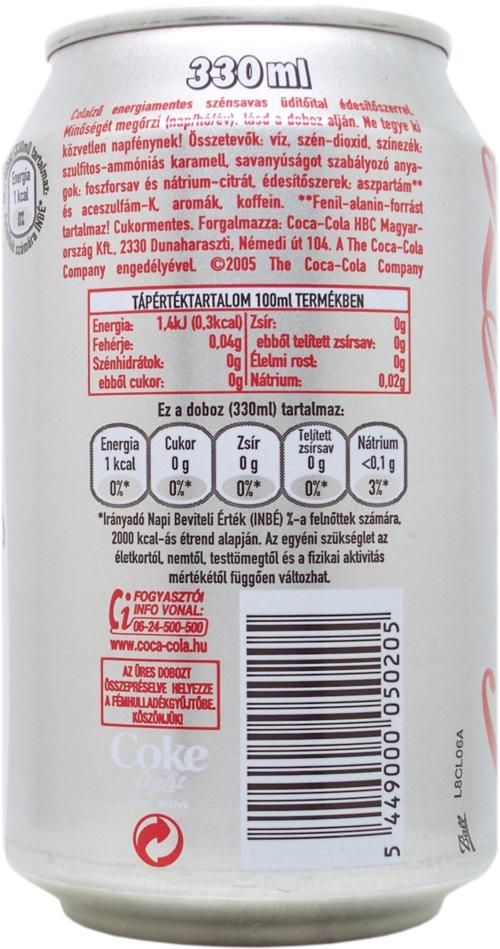 330ml
Colaízű energiamentes szénsavas üdítőital édesítőszerrel.
Minőségét megőrzi (nap/hó/év), lásd a doboz alján. Ne tegye ki
közvetlen napfénynek! Összetevők: víz, szén-dioxid, színezék:
szulfitos-ammóniás karamell, savanyúságot szabályozó anya-
gok: foszforsav és nátrium-citrát, édesítőszerek: aszpartám**
és aceszulfám-K, aromák, koffein. **Fenil-alanin-forrást
tartalmaz! Cukormentes. Forgalmazza: Coca-Cola HBC Magyar-
ország Kft., 2330 Dunaharaszti, Némedi út 104. A The Coca-Cola
Company engedélyével. ©2005 The Coca-Cola Company
Energia
1 kcal
0%
számára INBÉ*
TÁPÉRTÉKTARTALOM 100ml TERMÉKBEN
Energia: 1,4kJ (0,3kcal) Zsír: 0g
Fehérje: 0,04g ebből telített zsírsav: 0g
Szénhidrátok: 0g Élelmi rost: 0g
ebből cukor: 0g Nátrium: 0,02g
Ez a doboz (330ml) tartalmaz:
Energia Cukor Zsír Telített zsírsav Nátrium
1 kcal 0 g 0 g 0 g <0,1 g
0%* 0%* 0%* 0%* 3%*
*Irányadó Napi Beviteli Érték (INBÉ) %-a felnőttek számára,
2000 kcal-ás étrend alapján. Az egyéni szükséglet az
életkortól, nemtől, testtömegtől és a fizikai aktivitás
mértékétől függően változhat.
FOGYASZTÓI
INFO VONAL:
06-24-500-500
www.coca-cola.hu
AZ ÜRES DOBOZT
ÖSSZEPRÉSELVE HELYEZZE
A FÉMHULLADÉKGYŰJTŐBE.
KÖSZÖNJÜK!
Coke
light
5 449000 050205
Ball L8CL06A